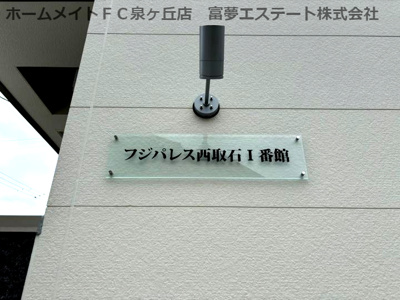 ホームメイトＦＣ泉ヶ丘店　富夢エステート株式会社
フジパレス西取石Ⅰ番館